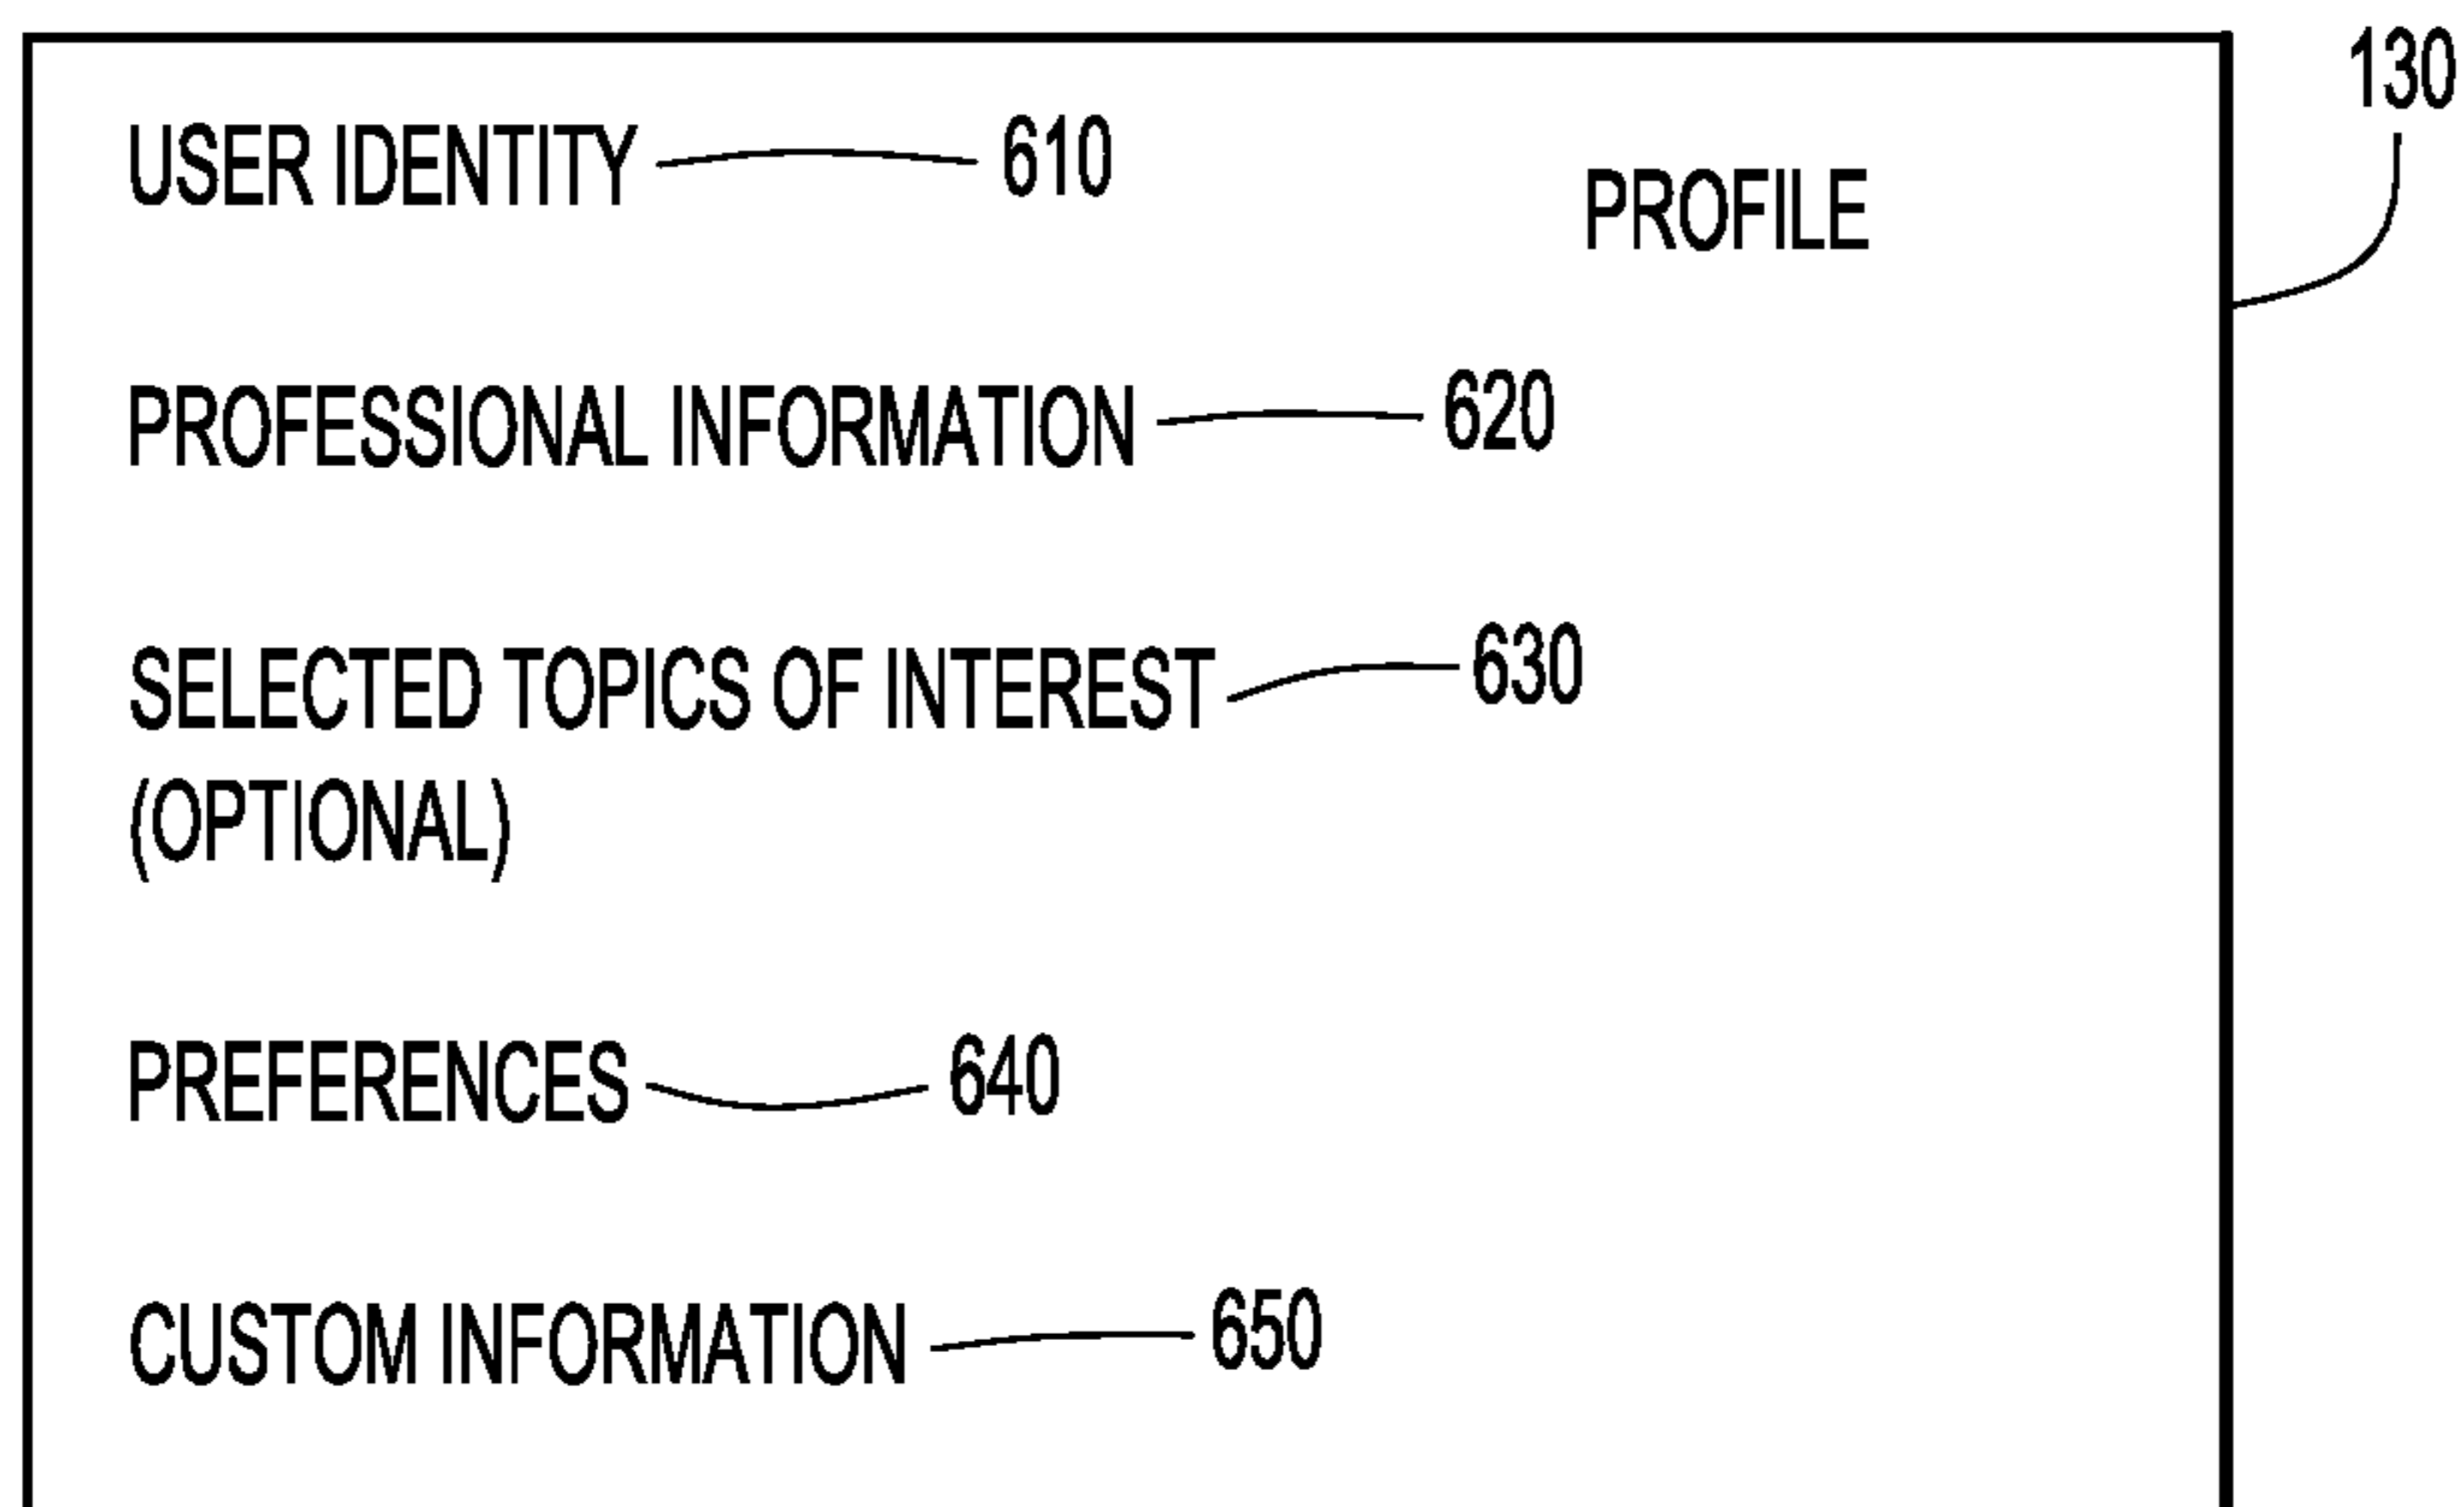 130
USER IDENTITY 610
PROFILE
PROFESSIONAL INFORMATION 620
SELECTED TOPICS OF INTEREST 630
(OPTIONAL)
PREFERENCES 640
CUSTOM INFORMATION 650